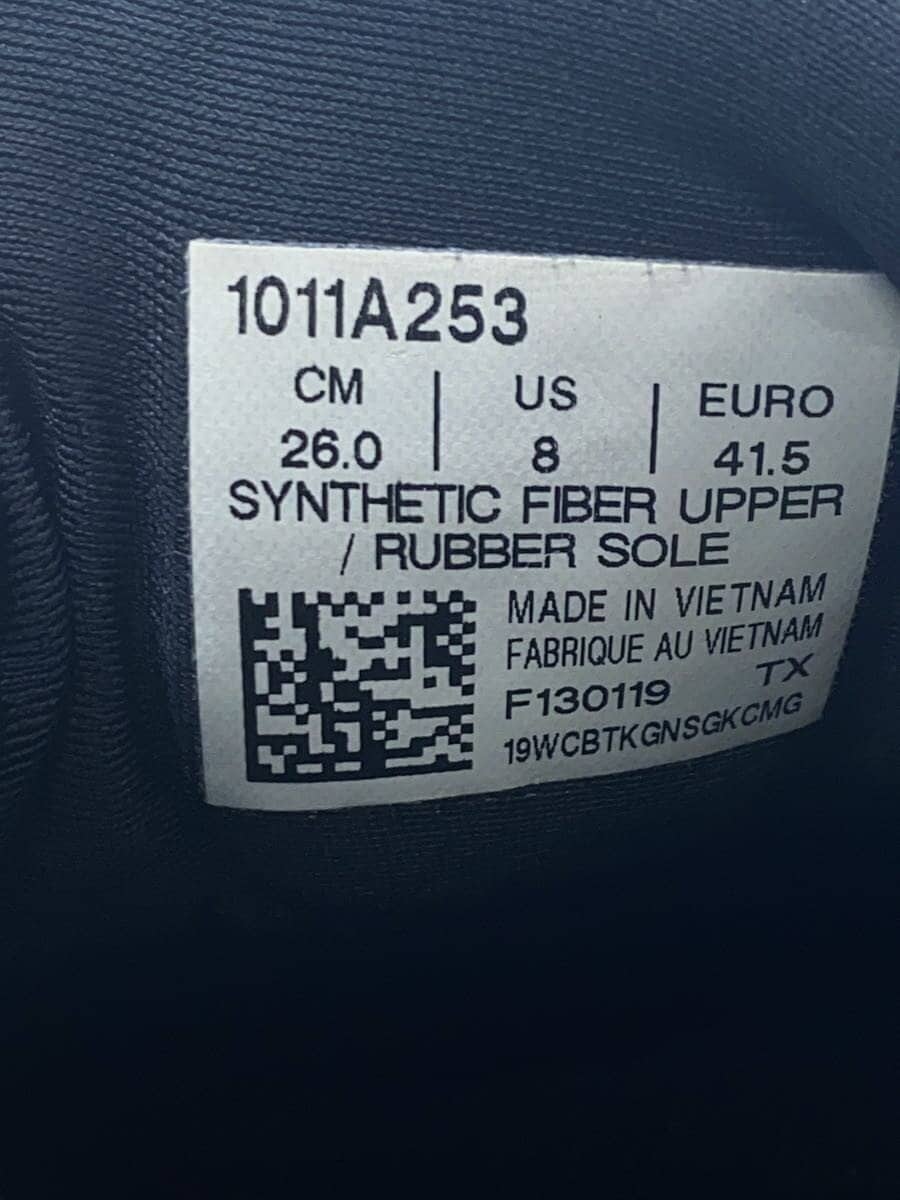 1011A253
CM | US | EURO
26.0 | 8 | 41.5
SYNTHETIC FIBER UPPER
/ RUBBER SOLE
MADE IN VIETNAM
FABRIQUE AU VIETNAM
F130119 TX
19WCBTKGNSGKCMG